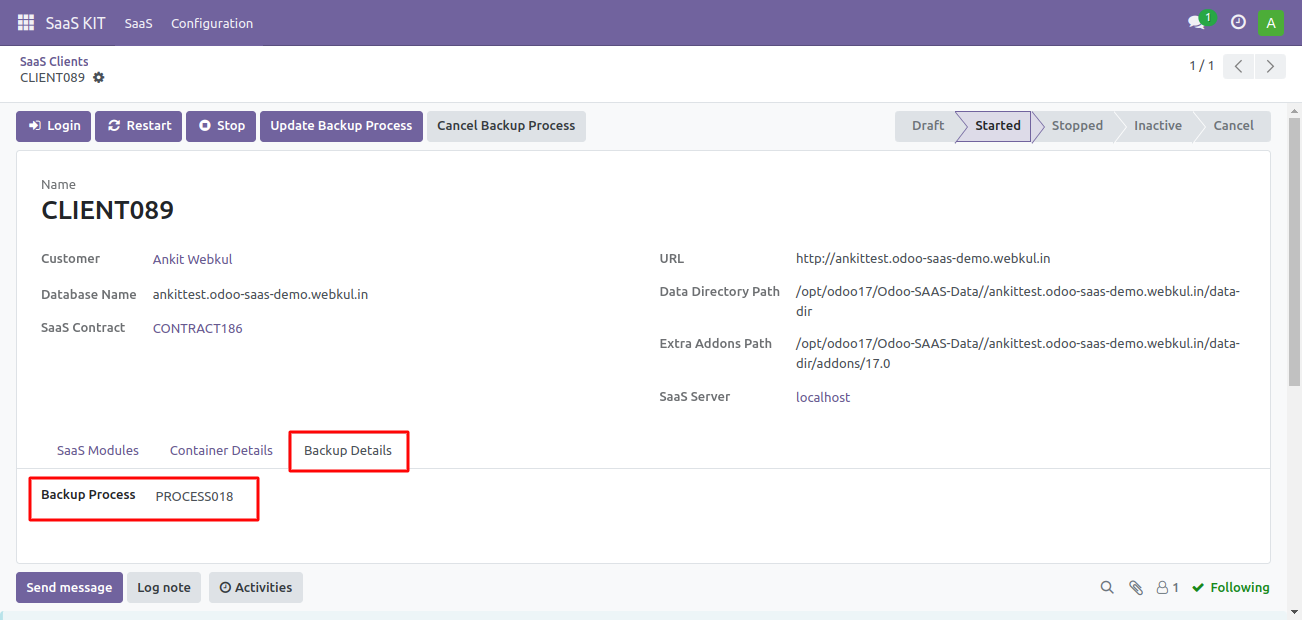 SaaS KIT SaaS Configuration 1 A
SaaS Clients
CLIENT089
1 / 1
Login Restart Stop Update Backup Process Cancel Backup Process Draft Started Stopped Inactive Cancel
Name
CLIENT089
Customer Ankit Webkul
Database Name ankittest.odoo-saas-demo.webkul.in
SaaS Contract CONTRACT186
URL http://ankittest.odoo-saas-demo.webkul.in
Data Directory Path /opt/odoo17/Odoo-SAAS-Data//ankittest.odoo-saas-demo.webkul.in/data-
dir
Extra Addons Path /opt/odoo17/Odoo-SAAS-Data//ankittest.odoo-saas-demo.webkul.in/data-
dir/addons/17.0
SaaS Server localhost
SaaS Modules Container Details Backup Details
Backup Process PROCESS018
Send message Log note Activities 1 Following